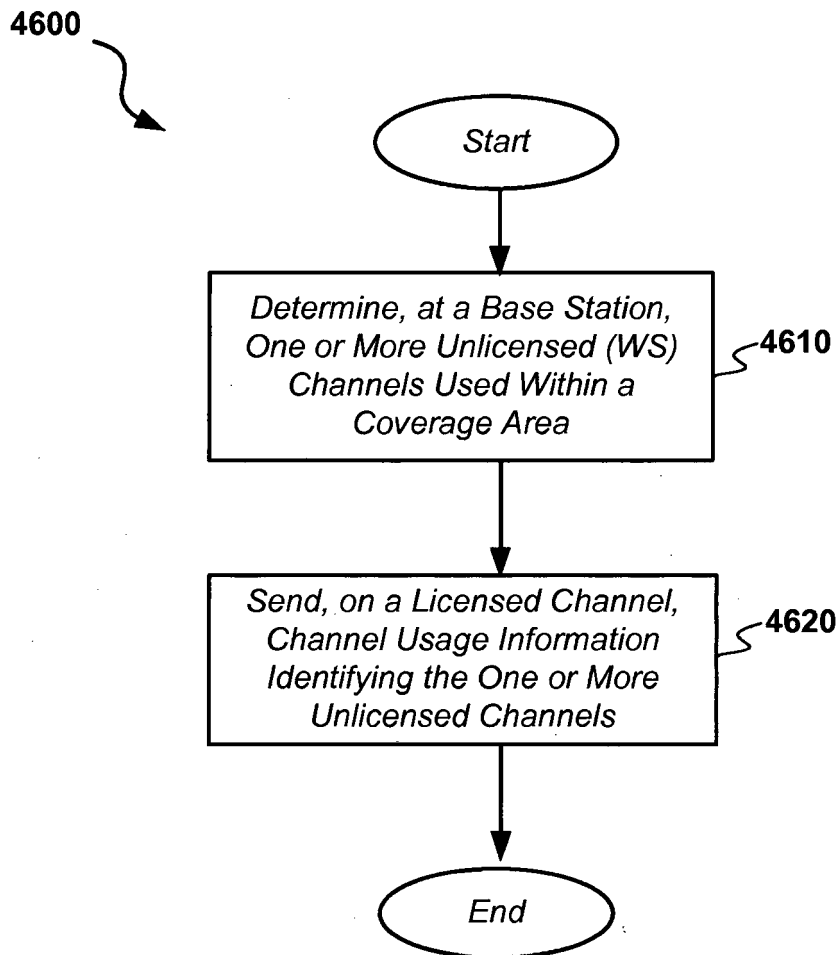 4600
Start
Determine, at a Base Station,
One or More Unlicensed (WS)
Channels Used Within a
Coverage Area
4610
Send, on a Licensed Channel,
Channel Usage Information
Identifying the One or More
Unlicensed Channels
4620
End